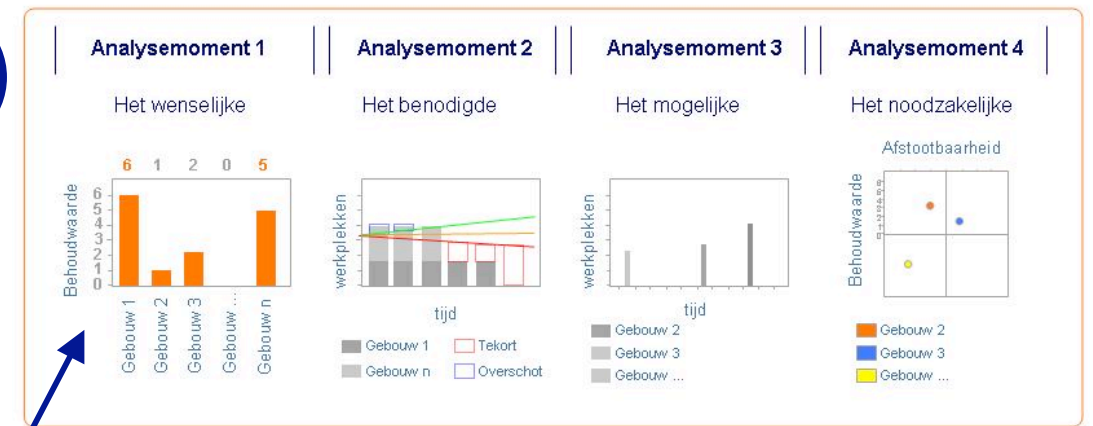 Analysemoment 1
Het wenselijke
6 1 2 0 5
Behoudwaarde
6
5
4
3
2
1
0
Gebouw 1
Gebouw 2
Gebouw 3
Gebouw ...
Gebouw n
Analysemoment 2
Het benodigde
werkplekken
tijd
Gebouw 1
Tekort
Gebouw n
Overschot
Analysemoment 3
Het mogelijke
werkplekken
tijd
Gebouw 2
Gebouw 3
Gebouw ...
Analysemoment 4
Het noodzakelijke
Afstootbaarheid
Behoudwaarde
Gebouw 2
Gebouw 3
Gebouw ...